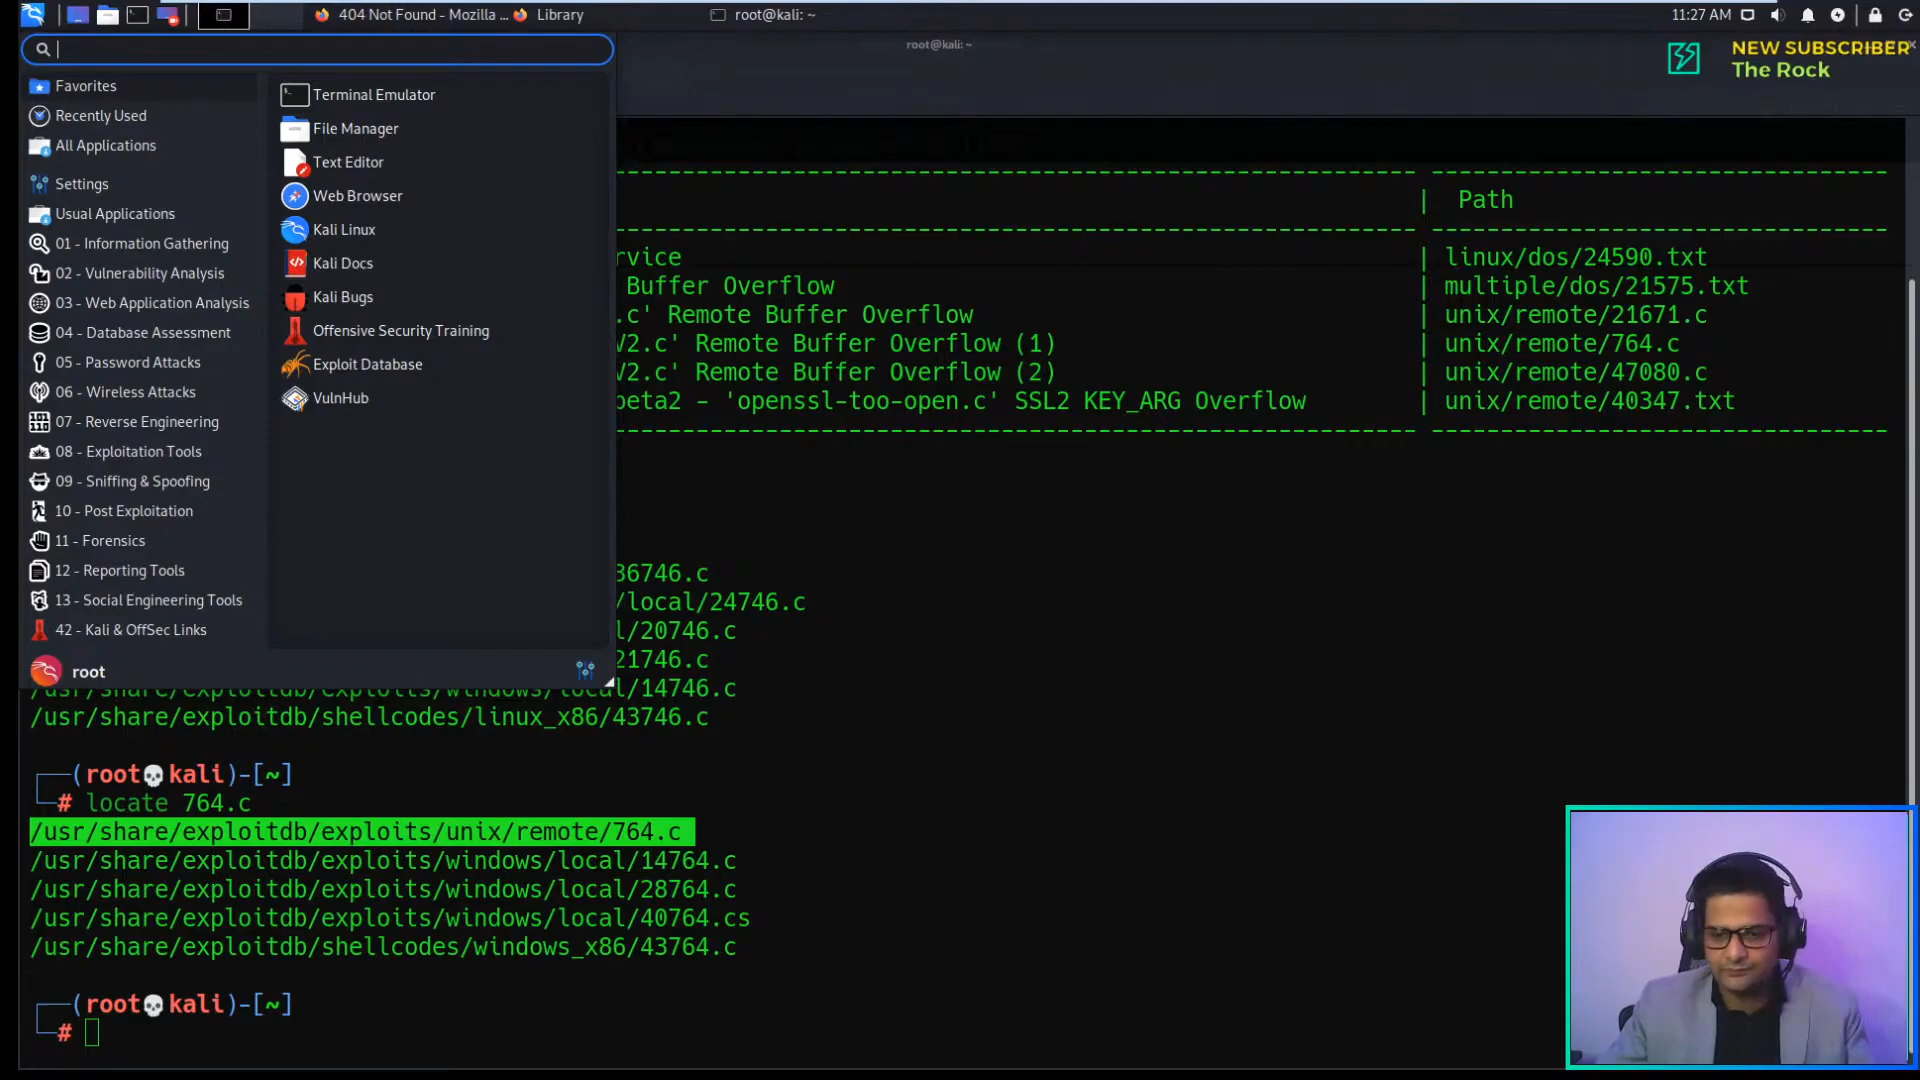 404 Not Found - Mozilla ...
Library
root@kali: ~
11:27 AM
root@kali: ~
NEW SUBSCRIBER
The Rock
Favorites
Recently Used
All Applications
Settings
Usual Applications
01 - Information Gathering
02 - Vulnerability Analysis
03 - Web Application Analysis
04 - Database Assessment
05 - Password Attacks
06 - Wireless Attacks
07 - Reverse Engineering
08 - Exploitation Tools
09 - Sniffing & Spoofing
10 - Post Exploitation
11 - Forensics
12 - Reporting Tools
13 - Social Engineering Tools
42 - Kali & OffSec Links
root
Terminal Emulator
File Manager
Text Editor
Web Browser
Kali Linux
Kali Docs
Kali Bugs
Offensive Security Training
Exploit Database
VulnHub
| Path
rvice | linux/dos/24590.txt
Buffer Overflow | multiple/dos/21575.txt
.c' Remote Buffer Overflow | unix/remote/21671.c
V2.c' Remote Buffer Overflow (1) | unix/remote/764.c
V2.c' Remote Buffer Overflow (2) | unix/remote/47080.c
beta2 - 'openssl-too-open.c' SSL2 KEY_ARG Overflow | unix/remote/40347.txt
36746.c
/local/24746.c
l/20746.c
21746.c
/usr/share/exploitdb/exploits/windows/local/14746.c
/usr/share/exploitdb/shellcodes/linux_x86/43746.c
(root💀kali)-[~]
# locate 764.c
/usr/share/exploitdb/exploits/unix/remote/764.c
/usr/share/exploitdb/exploits/windows/local/14764.c
/usr/share/exploitdb/exploits/windows/local/28764.c
/usr/share/exploitdb/exploits/windows/local/40764.cs
/usr/share/exploitdb/shellcodes/windows_x86/43764.c
(root💀kali)-[~]
#